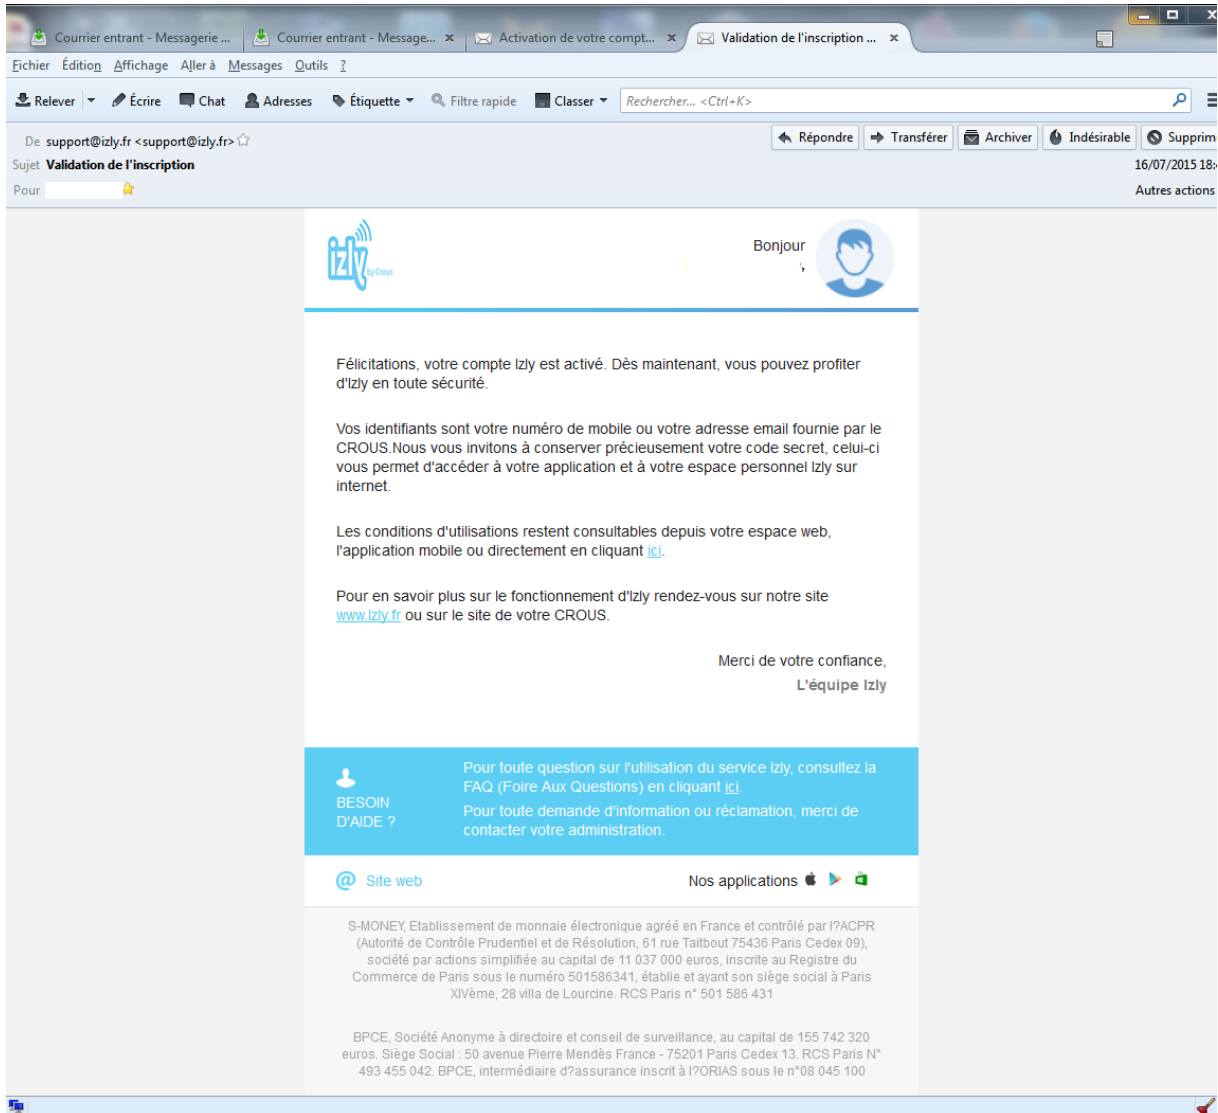 Courrier entrant - Messagerie ...
Courrier entrant - Message...
Activation de votre compt...
Validation de l'inscription ...
Fichier Édition Affichage Aller à Messages Outils ?
Relever Écrire Chat Adresses Étiquette Filtre rapide Classer Rechercher... <Ctrl+K>
De support@izly.fr <support@izly.fr>
Répondre Transférer Archiver Indésirable Supprim
Sujet Validation de l'inscription
16/07/2015 18:
Pour
Autres actions
izly by Crous
Bonjour
,
Félicitations, votre compte Izly est activé. Dès maintenant, vous pouvez profiter
d'Izly en toute sécurité.
Vos identifiants sont votre numéro de mobile ou votre adresse email fournie par le
CROUS.Nous vous invitons à conserver précieusement votre code secret, celui-ci
vous permet d'accéder à votre application et à votre espace personnel Izly sur
internet.
Les conditions d'utilisations restent consultables depuis votre espace web,
l'application mobile ou directement en cliquant ici.
Pour en savoir plus sur le fonctionnement d'Izly rendez-vous sur notre site
www.Izly.fr ou sur le site de votre CROUS.
Merci de votre confiance,
L'équipe Izly
BESOIN
D'AIDE ?
Pour toute question sur l'utilisation du service Izly, consultez la
FAQ (Foire Aux Questions) en cliquant ici.
Pour toute demande d'information ou réclamation, merci de
contacter votre administration.
@ Site web
Nos applications
S-MONEY, Etablissement de monnaie électronique agréé en France et contrôlé par l?ACPR
(Autorité de Contrôle Prudentiel et de Résolution, 61 rue Taitbout 75436 Paris Cedex 09),
société par actions simplifiée au capital de 11 037 000 euros, inscrite au Registre du
Commerce de Paris sous le numéro 501586341, établie et ayant son siège social à Paris
XIVème, 28 villa de Lourcine. RCS Paris n° 501 586 431
BPCE, Société Anonyme à directoire et conseil de surveillance, au capital de 155 742 320
euros. Siège Social : 50 avenue Pierre Mendès France - 75201 Paris Cedex 13. RCS Paris N°
493 455 042. BPCE, intermédiaire d?assurance inscrit à l?ORIAS sous le n°08 045 100